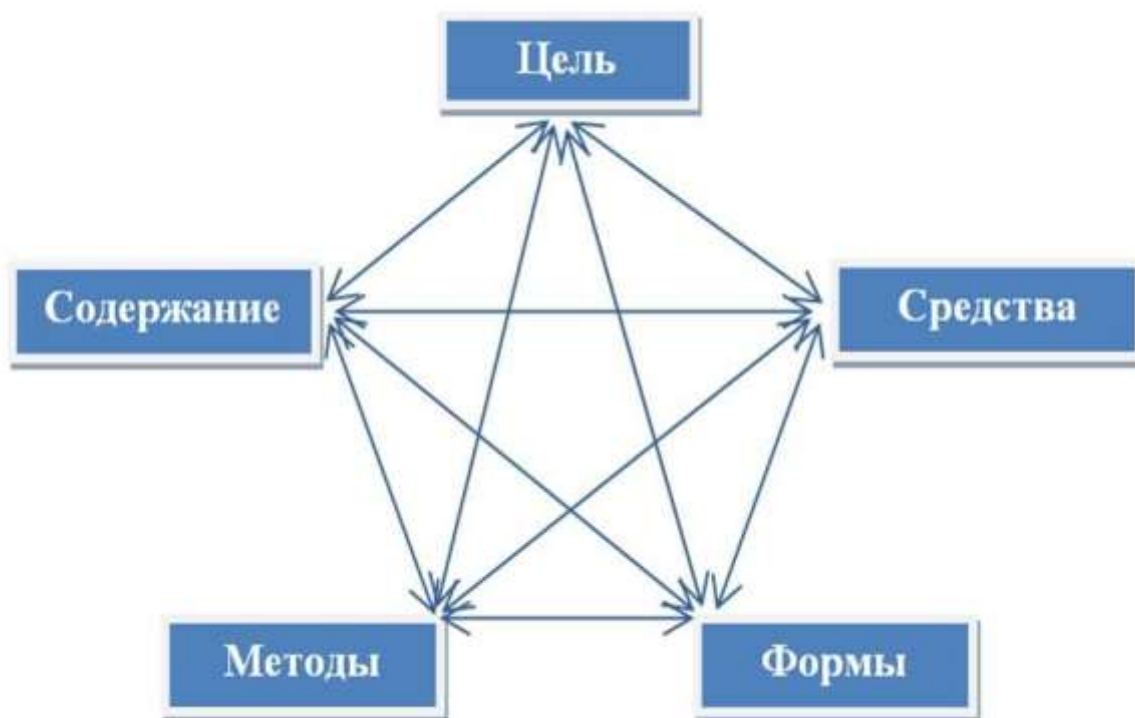 Цель
Содержание
Средства
Методы
Формы